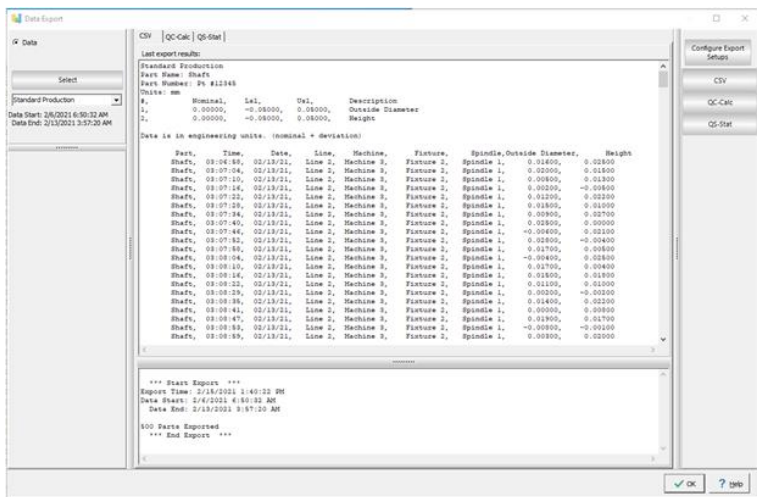 Data Export
Data
Select
Standard Production
Data Start: 2/6/2021 6:50:32 AM
Data End: 2/13/2021 3:57:20 AM
CSV
QC-Calc
QS-Stat
Last export results:
Standard Production
Part Name: Shaft
Part Number: Pt #12345
Units: mm
#, Nominal, Lsl, Usl, Description
1, 0.00000, -0.05000, 0.05000, Outside Diameter
2, 0.00000, -0.05000, 0.05000, Height
Data is in engineering units. (nominal + deviation)
Part, Time, Date, Line, Machine, Fixture, Spindle, Outside Diameter, Height
Shaft, 03:06:58, 02/13/21, Line 2, Machine 3, Fixture 2, Spindle 1, 0.01600, 0.02500
Shaft, 03:07:04, 02/13/21, Line 2, Machine 3, Fixture 2, Spindle 1, 0.02000, 0.01500
Shaft, 03:07:10, 02/13/21, Line 2, Machine 3, Fixture 2, Spindle 1, 0.00500, 0.01300
Shaft, 03:07:16, 02/13/21, Line 2, Machine 3, Fixture 2, Spindle 1, 0.00200, -0.00500
Shaft, 03:07:22, 02/13/21, Line 2, Machine 3, Fixture 2, Spindle 1, 0.01200, 0.02200
Shaft, 03:07:28, 02/13/21, Line 2, Machine 3, Fixture 2, Spindle 1, 0.01500, 0.01000
Shaft, 03:07:34, 02/13/21, Line 2, Machine 3, Fixture 2, Spindle 1, 0.00900, 0.02700
Shaft, 03:07:40, 02/13/21, Line 2, Machine 3, Fixture 2, Spindle 1, 0.02500, 0.00000
Shaft, 03:07:46, 02/13/21, Line 2, Machine 3, Fixture 2, Spindle 1, -0.00600, 0.02100
Shaft, 03:07:52, 02/13/21, Line 2, Machine 3, Fixture 2, Spindle 1, 0.02500, -0.00400
Shaft, 03:07:58, 02/13/21, Line 2, Machine 3, Fixture 2, Spindle 1, 0.01700, 0.00500
Shaft, 03:08:04, 02/13/21, Line 2, Machine 3, Fixture 2, Spindle 1, -0.00400, 0.02500
Shaft, 03:08:10, 02/13/21, Line 2, Machine 3, Fixture 2, Spindle 1, 0.01700, 0.00400
Shaft, 03:08:16, 02/13/21, Line 2, Machine 3, Fixture 2, Spindle 1, 0.01500, 0.01800
Shaft, 03:08:22, 02/13/21, Line 2, Machine 3, Fixture 2, Spindle 1, 0.01100, 0.01000
Shaft, 03:08:29, 02/13/21, Line 2, Machine 3, Fixture 2, Spindle 1, 0.00200, -0.00200
Shaft, 03:08:35, 02/13/21, Line 2, Machine 3, Fixture 2, Spindle 1, 0.01400, 0.02200
Shaft, 03:08:41, 02/13/21, Line 2, Machine 3, Fixture 2, Spindle 1, 0.00000, 0.00800
Shaft, 03:08:47, 02/13/21, Line 2, Machine 3, Fixture 2, Spindle 1, 0.01900, 0.01700
Shaft, 03:08:53, 02/13/21, Line 2, Machine 3, Fixture 2, Spindle 1, -0.00800, -0.00100
Shaft, 03:08:59, 02/13/21, Line 2, Machine 3, Fixture 2, Spindle 1, 0.00300, 0.02000
*** Start Export ***
Export Time: 2/15/2021 1:40:22 PM
Data Start: 2/6/2021 6:50:32 AM
Data End: 2/13/2021 3:57:20 AM
500 Parts Exported
*** End Export ***
Configure Export
Setups
CSV
QC-Calc
QS-Stat
OK
? Help